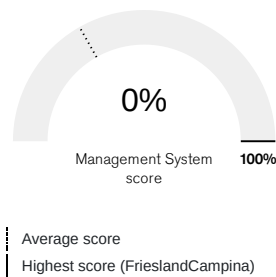 0%
Management System
score
100%
Average score
Highest score (FrieslandCampina)